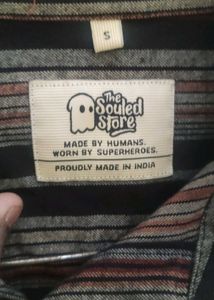 S
The
Souled
Store
MADE BY HUMANS.
WORN BY SUPERHEROES.
PROUDLY MADE IN INDIA